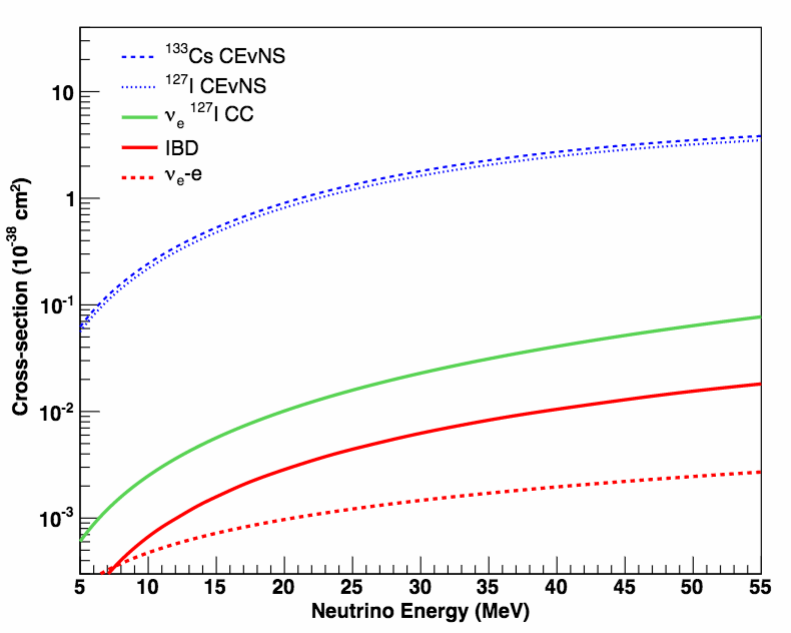 ¹³³Cs CEvNS
¹²⁷I CEvNS
νₑ ¹²⁷I CC
IBD
νₑ-e
10
1
10⁻¹
10⁻²
10⁻³
Cross-section (10⁻³⁸ cm²)
5 10 15 20 25 30 35 40 45 50 55
Neutrino Energy (MeV)